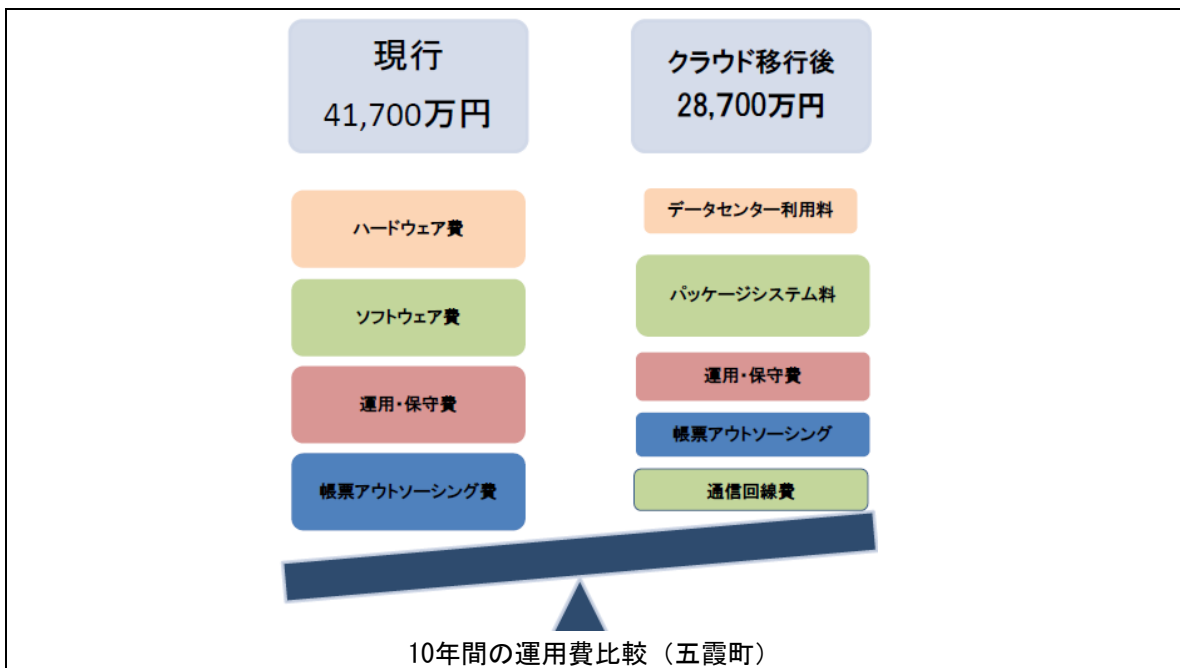 現行
41,700万円
ハードウェア費
ソフトウェア費
運用・保守費
帳票アウトソーシング費
クラウド移行後
28,700万円
データセンター利用料
パッケージシステム料
運用・保守費
帳票アウトソーシング
通信回線費
10年間の運用費比較（五霞町）